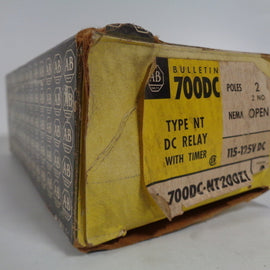 AB
BULLETIN
700DC
TYPE NT
DC RELAY
WITH TIMER
POLES 2
2 NO
NEMA OPEN
115-125V DC
700DC-NT200Z1